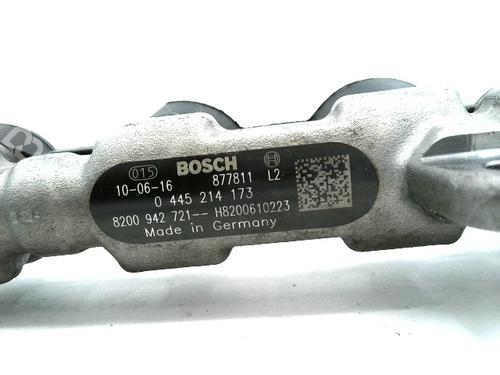 015 BOSCH
10-06-16 877811 L2
0 445 214 173
8200 942 721-- H8200610223
Made in Germany